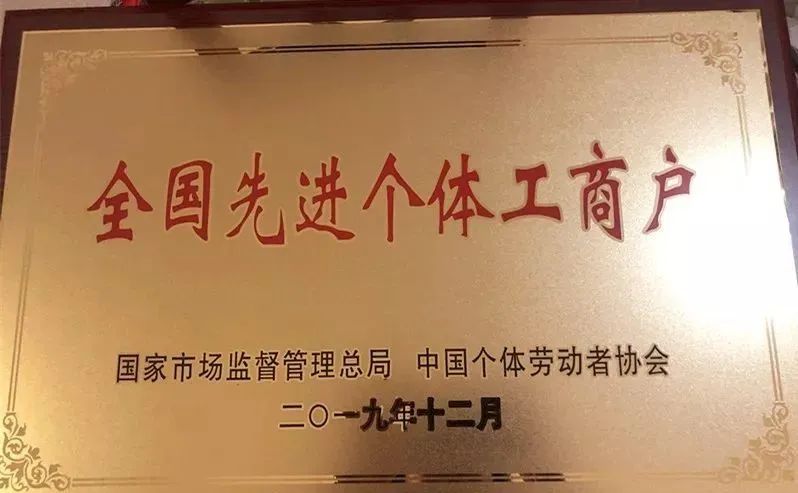 全国先进个体工商户
国家市场监督管理总局 中国个体劳动者协会
二〇一九年十二月